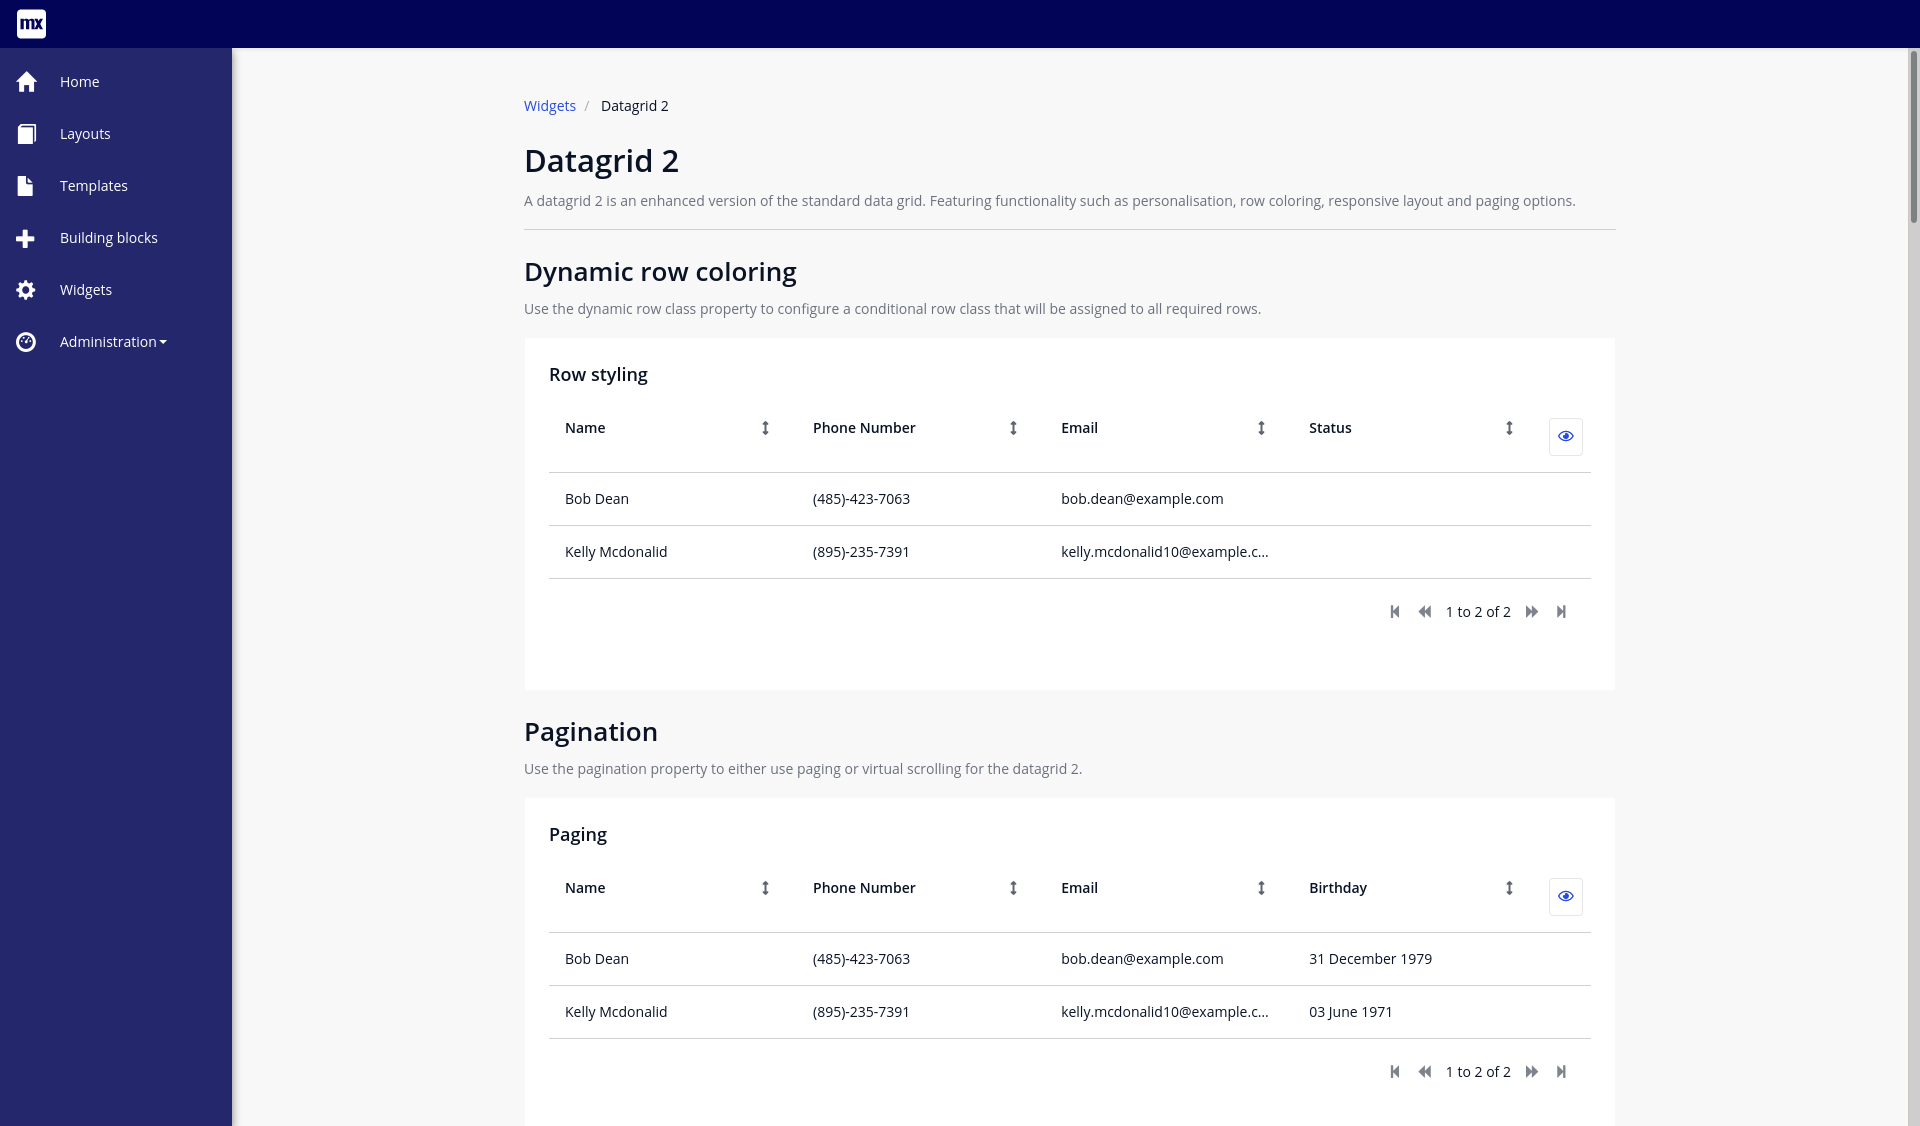 mx
Home
Layouts
Templates
Building blocks
Widgets
Administration
Widgets / Datagrid 2
Datagrid 2
A datagrid 2 is an enhanced version of the standard data grid. Featuring functionality such as personalisation, row coloring, responsive layout and paging options.
Dynamic row coloring
Use the dynamic row class property to configure a conditional row class that will be assigned to all required rows.
Row styling
Name Phone Number Email Status
Bob Dean (485)-423-7063 bob.dean@example.com
Kelly Mcdonalid (895)-235-7391 kelly.mcdonalid10@example.c...
1 to 2 of 2
Pagination
Use the pagination property to either use paging or virtual scrolling for the datagrid 2.
Paging
Name Phone Number Email Birthday
Bob Dean (485)-423-7063 bob.dean@example.com 31 December 1979
Kelly Mcdonalid (895)-235-7391 kelly.mcdonalid10@example.c... 03 June 1971
1 to 2 of 2